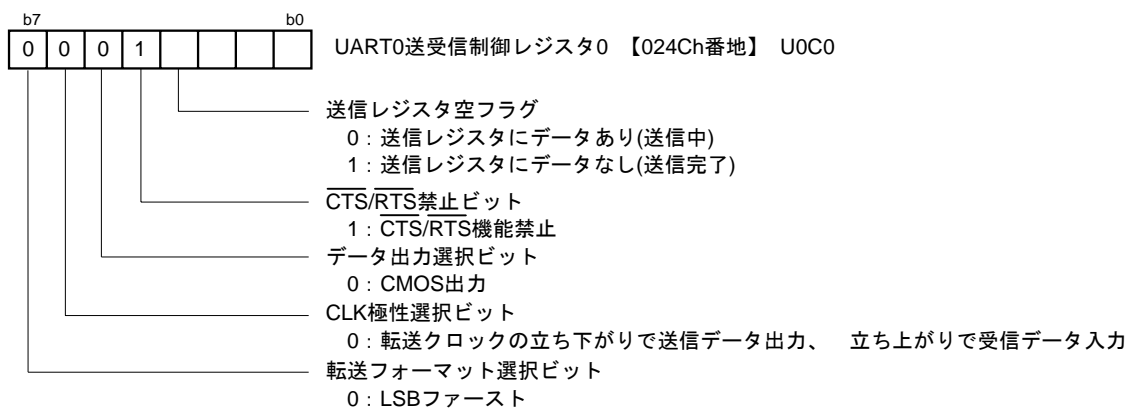 b7 b0
0 0 0 1 UART0送受信制御レジスタ0 【024Ch番地】 U0C0
送信レジスタ空フラグ
0 : 送信レジスタにデータあり(送信中)
1 : 送信レジスタにデータなし(送信完了)
CTS/RTS禁止ビット
1 : CTS/RTS機能禁止
データ出力選択ビット
0 : CMOS出力
CLK極性選択ビット
0 : 転送クロックの立ち下がりで送信データ出力、 立ち上がりで受信データ入力
転送フォーマット選択ビット
0 : LSBファースト